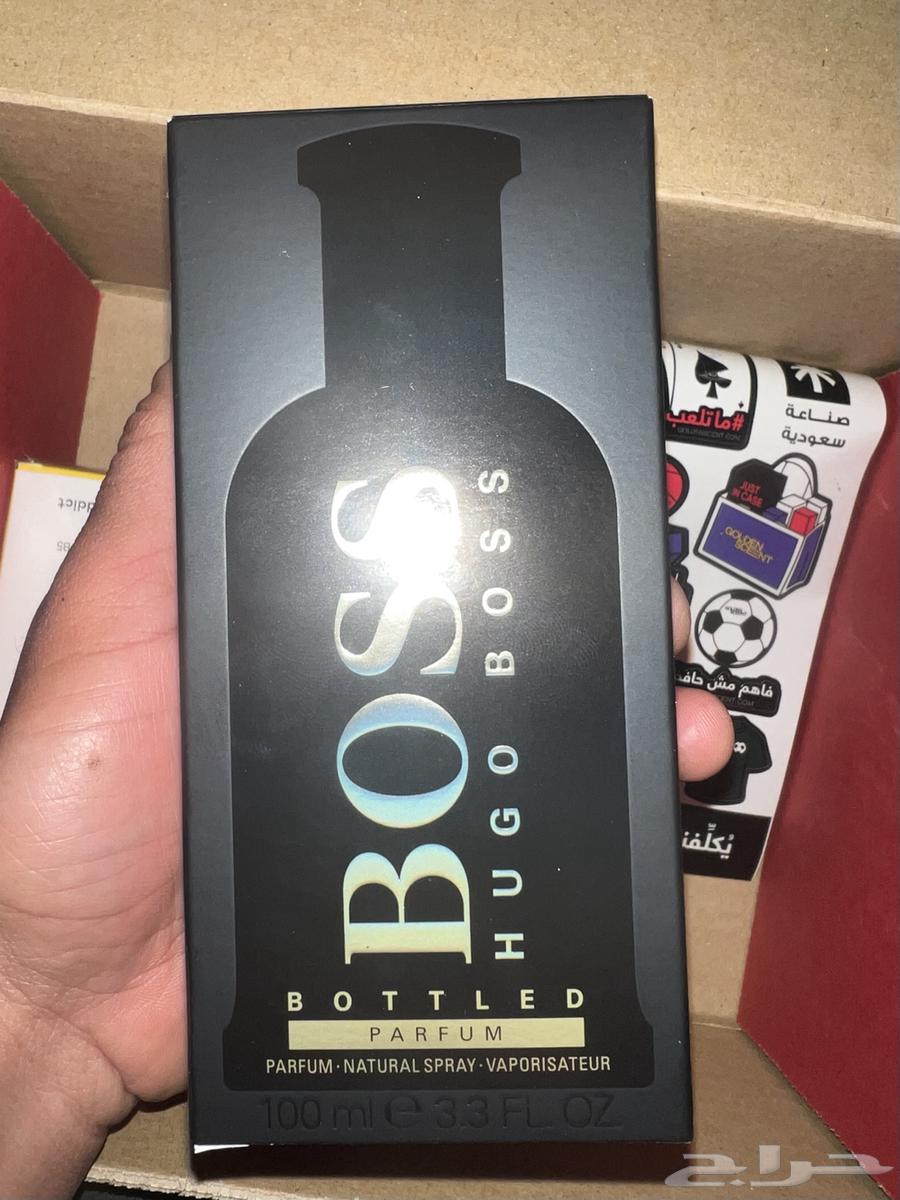 BOSS
HUGO BOSS
BOTTLED
PARFUM
PARFUM·NATURAL SPRAY·VAPORISATEUR
100 ml e 3.3 FL. OZ
#ماتلعب
صناعة
سعودية
JUST
IN CASE
GOLDEN
SCENT
فاهم مش حافظ
ddict
حراج